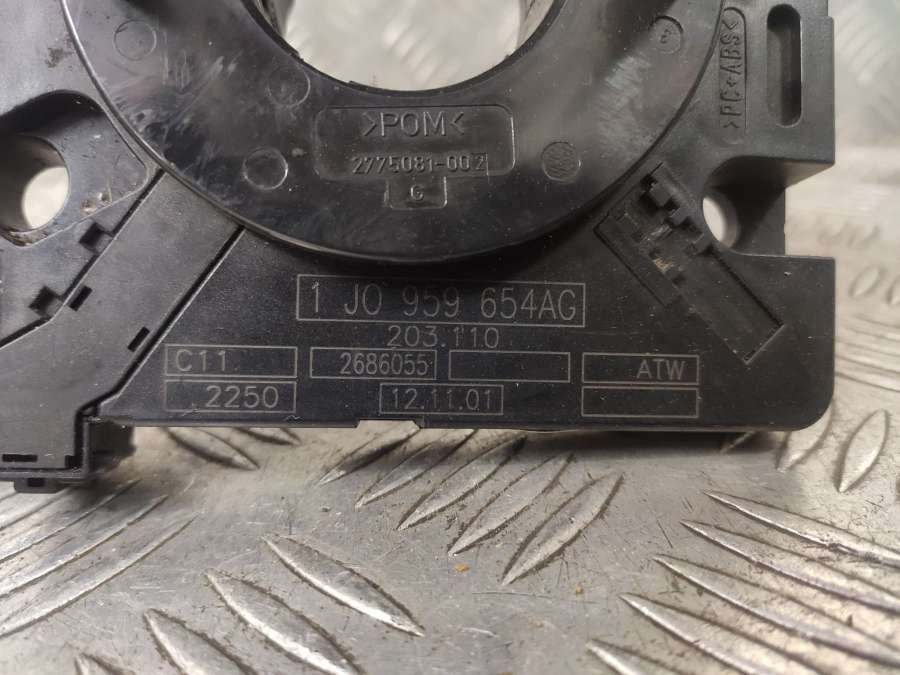 >POM<
2775081-002
G
>PC+ABS<
1 J0 959 654AG
203.110
C11 2686055 ATW
.2250 12.11.01